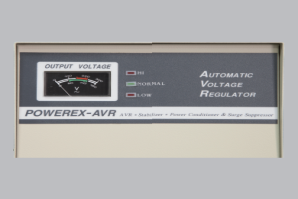 OUTPUT VOLTAGE
V
HI
NORMAL
LOW
AUTOMATIC
VOLTAGE
REGULATOR
POWEREX-AVR
AVR + Stabilizer + Power Conditioner & Surge Suppressor